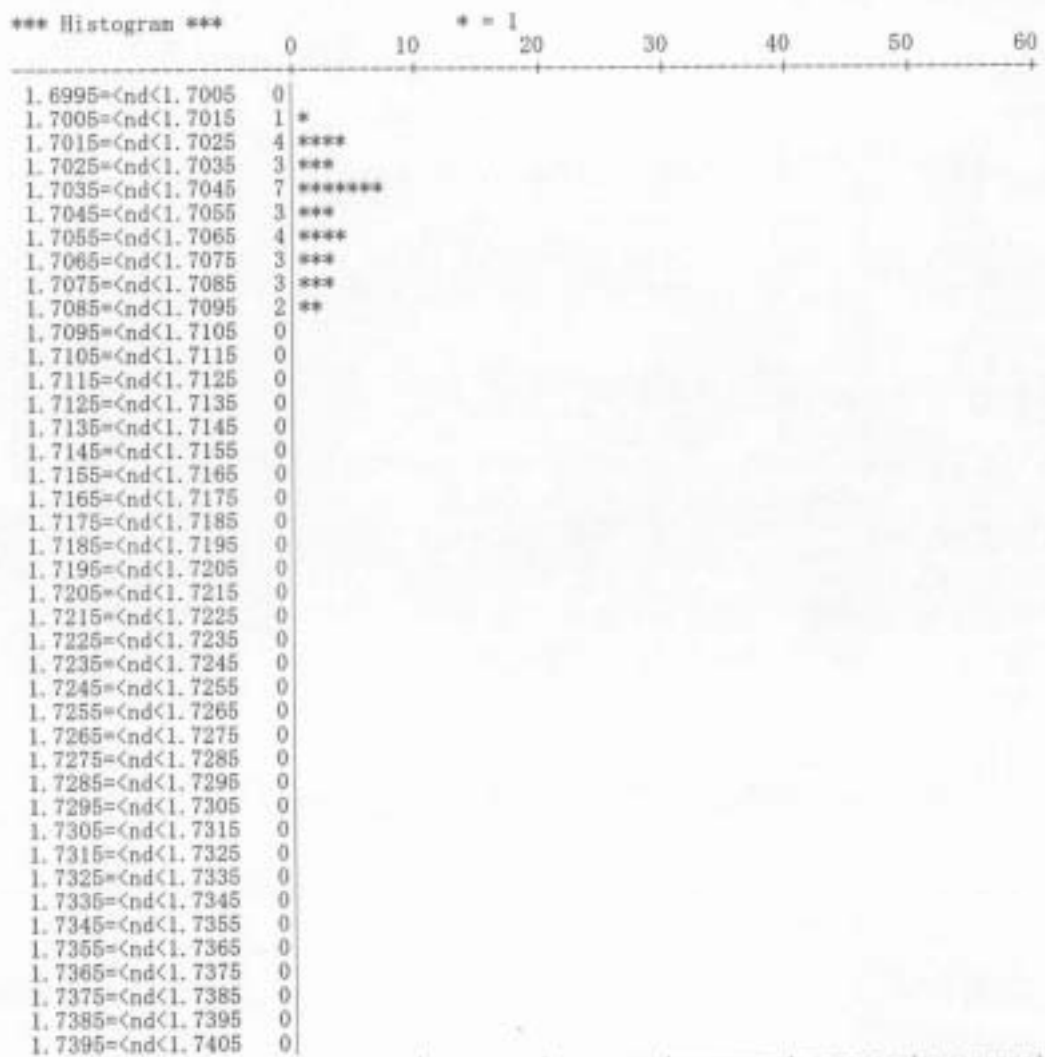 *** Histogram *** * = 1
0 10 20 30 40 50 60
1.6995=<nd<1.7005 0
1.7005=<nd<1.7015 1 *
1.7015=<nd<1.7025 4 ****
1.7025=<nd<1.7035 3 ***
1.7035=<nd<1.7045 7 *******
1.7045=<nd<1.7055 3 ***
1.7055=<nd<1.7065 4 ****
1.7065=<nd<1.7075 3 ***
1.7075=<nd<1.7085 3 ***
1.7085=<nd<1.7095 2 **
1.7095=<nd<1.7105 0
1.7105=<nd<1.7115 0
1.7115=<nd<1.7125 0
1.7125=<nd<1.7135 0
1.7135=<nd<1.7145 0
1.7145=<nd<1.7155 0
1.7155=<nd<1.7165 0
1.7165=<nd<1.7175 0
1.7175=<nd<1.7185 0
1.7185=<nd<1.7195 0
1.7195=<nd<1.7205 0
1.7205=<nd<1.7215 0
1.7215=<nd<1.7225 0
1.7225=<nd<1.7235 0
1.7235=<nd<1.7245 0
1.7245=<nd<1.7255 0
1.7255=<nd<1.7265 0
1.7265=<nd<1.7275 0
1.7275=<nd<1.7285 0
1.7285=<nd<1.7295 0
1.7295=<nd<1.7305 0
1.7305=<nd<1.7315 0
1.7315=<nd<1.7325 0
1.7325=<nd<1.7335 0
1.7335=<nd<1.7345 0
1.7345=<nd<1.7355 0
1.7355=<nd<1.7365 0
1.7365=<nd<1.7375 0
1.7375=<nd<1.7385 0
1.7385=<nd<1.7395 0
1.7395=<nd<1.7405 0